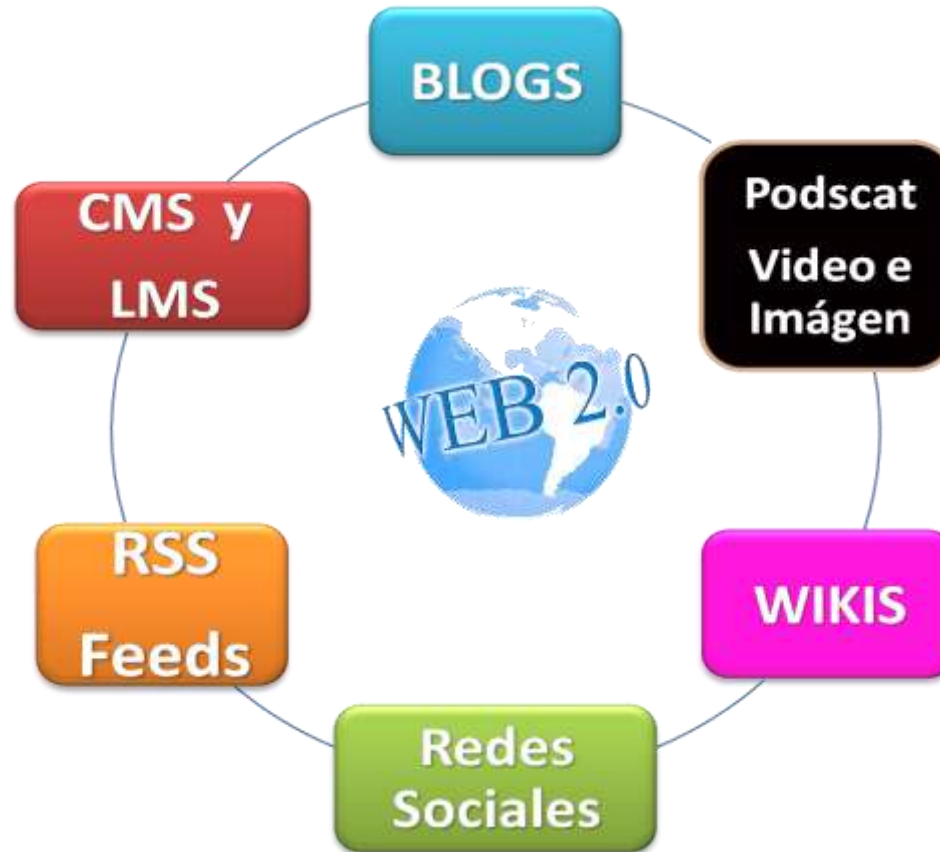 BLOGS
Podscat
Video e
Imágen
WIKIS
Redes
Sociales
RSS
Feeds
CMS y
LMS
WEB 2.0